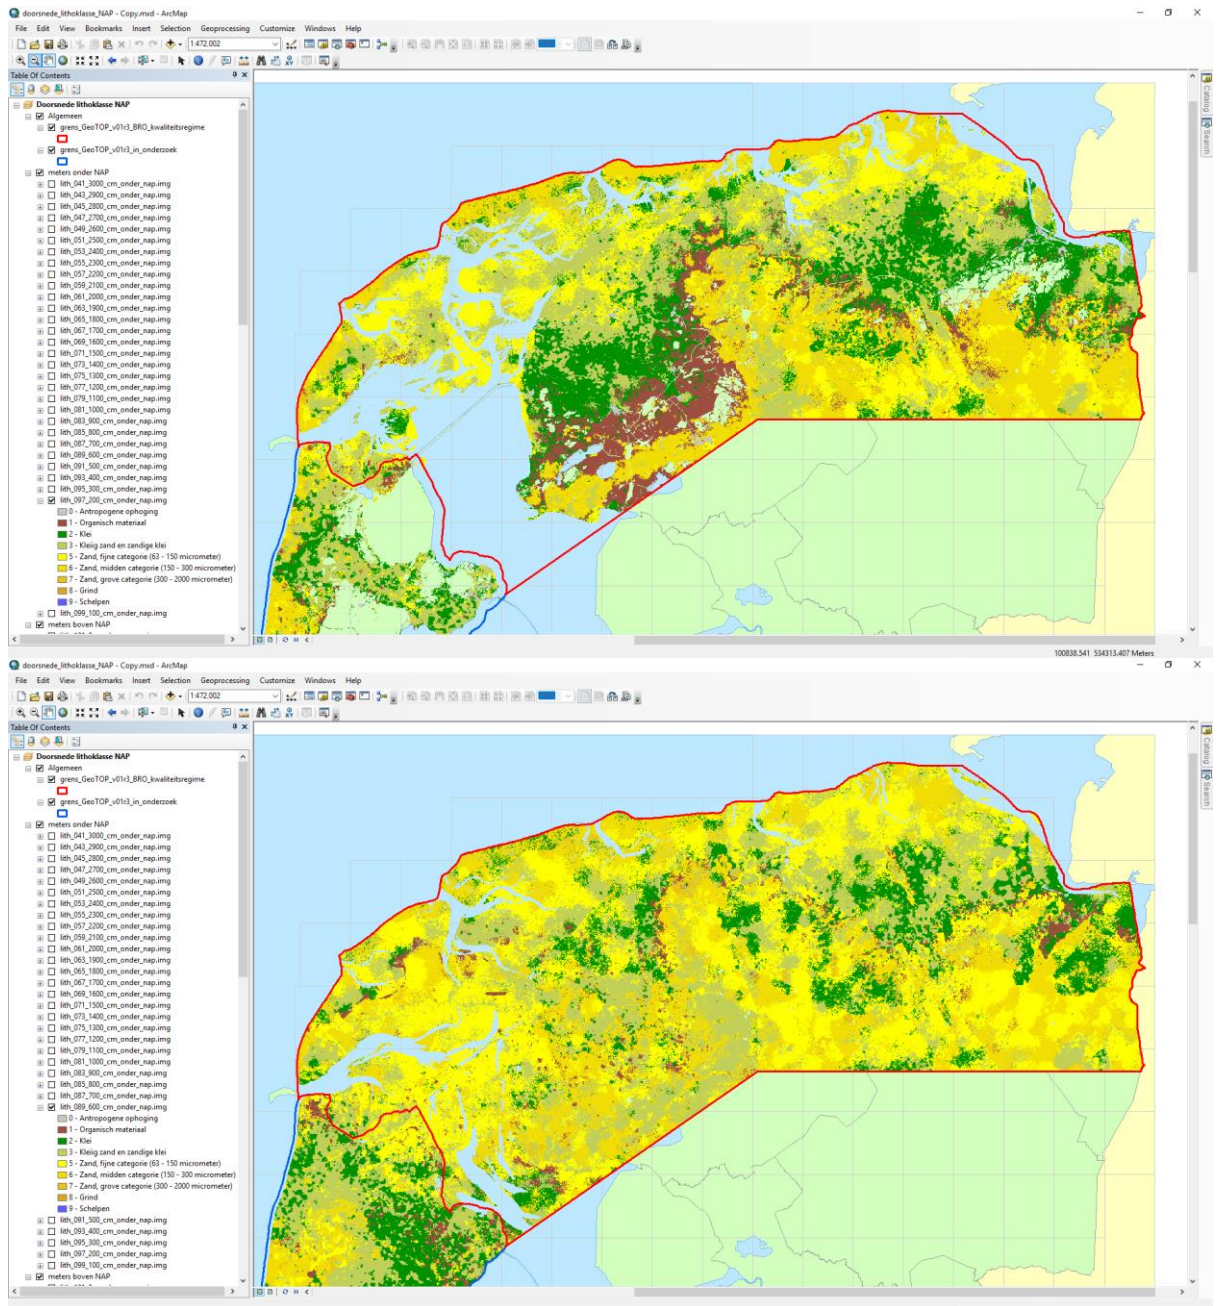 doorsnede_lithoklasse_NAP - Copy.mxd - ArcMap
File Edit View Bookmarks Insert Selection Geoprocessing Customize Windows Help
1:472.002
Table Of Contents
Doorsnede lithoklasse NAP
Algemeen
grens_GeoTOP_v01r3_BRO_kwaliteitsregime
grens_GeoTOP_v01r3_in_onderzoek
meters onder NAP
lith_041_3000_cm_onder_nap.img
lith_043_2900_cm_onder_nap.img
lith_045_2800_cm_onder_nap.img
lith_047_2700_cm_onder_nap.img
lith_049_2600_cm_onder_nap.img
lith_051_2500_cm_onder_nap.img
lith_053_2400_cm_onder_nap.img
lith_055_2300_cm_onder_nap.img
lith_057_2200_cm_onder_nap.img
lith_059_2100_cm_onder_nap.img
lith_061_2000_cm_onder_nap.img
lith_063_1900_cm_onder_nap.img
lith_065_1800_cm_onder_nap.img
lith_067_1700_cm_onder_nap.img
lith_069_1600_cm_onder_nap.img
lith_071_1500_cm_onder_nap.img
lith_073_1400_cm_onder_nap.img
lith_075_1300_cm_onder_nap.img
lith_077_1200_cm_onder_nap.img
lith_079_1100_cm_onder_nap.img
lith_081_1000_cm_onder_nap.img
lith_083_900_cm_onder_nap.img
lith_085_800_cm_onder_nap.img
lith_087_700_cm_onder_nap.img
lith_089_600_cm_onder_nap.img
lith_091_500_cm_onder_nap.img
lith_093_400_cm_onder_nap.img
lith_095_300_cm_onder_nap.img
lith_097_200_cm_onder_nap.img
0 - Antropogene ophoging
1 - Organisch materiaal
2 - Klei
3 - Kleiig zand en zandige klei
5 - Zand, fijne categorie (63 - 150 micrometer)
6 - Zand, midden categorie (150 - 300 micrometer)
7 - Zand, grove categorie (300 - 2000 micrometer)
8 - Grind
9 - Schelpen
lith_099_100_cm_onder_nap.img
meters boven NAP
Catalog
Search
100838.541 534313.407 Meters
doorsnede_lithoklasse_NAP - Copy.mxd - ArcMap
File Edit View Bookmarks Insert Selection Geoprocessing Customize Windows Help
1:472.002
Table Of Contents
Doorsnede lithoklasse NAP
Algemeen
grens_GeoTOP_v01r3_BRO_kwaliteitsregime
grens_GeoTOP_v01r3_in_onderzoek
meters onder NAP
lith_041_3000_cm_onder_nap.img
lith_043_2900_cm_onder_nap.img
lith_045_2800_cm_onder_nap.img
lith_047_2700_cm_onder_nap.img
lith_049_2600_cm_onder_nap.img
lith_051_2500_cm_onder_nap.img
lith_053_2400_cm_onder_nap.img
lith_055_2300_cm_onder_nap.img
lith_057_2200_cm_onder_nap.img
lith_059_2100_cm_onder_nap.img
lith_061_2000_cm_onder_nap.img
lith_063_1900_cm_onder_nap.img
lith_065_1800_cm_onder_nap.img
lith_067_1700_cm_onder_nap.img
lith_069_1600_cm_onder_nap.img
lith_071_1500_cm_onder_nap.img
lith_073_1400_cm_onder_nap.img
lith_075_1300_cm_onder_nap.img
lith_077_1200_cm_onder_nap.img
lith_079_1100_cm_onder_nap.img
lith_081_1000_cm_onder_nap.img
lith_083_900_cm_onder_nap.img
lith_085_800_cm_onder_nap.img
lith_087_700_cm_onder_nap.img
lith_089_600_cm_onder_nap.img
0 - Antropogene ophoging
1 - Organisch materiaal
2 - Klei
3 - Kleiig zand en zandige klei
5 - Zand, fijne categorie (63 - 150 micrometer)
6 - Zand, midden categorie (150 - 300 micrometer)
7 - Zand, grove categorie (300 - 2000 micrometer)
8 - Grind
9 - Schelpen
lith_091_500_cm_onder_nap.img
lith_093_400_cm_onder_nap.img
lith_095_300_cm_onder_nap.img
lith_097_200_cm_onder_nap.img
lith_099_100_cm_onder_nap.img
meters boven NAP
Catalog
Search